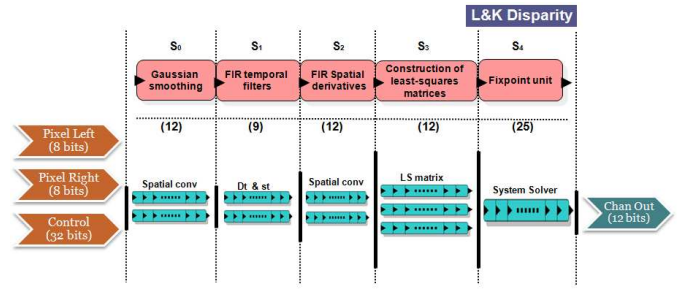 L&K Disparity
S0 S1 S2 S3 S4
Gaussian smoothing
FIR temporal filters
FIR Spatial derivatives
Construction of least-squares matrices
Fixpoint unit
(12) (9) (12) (12) (25)
Pixel Left
(8 bits)
Pixel Right
(8 bits)
Control
(32 bits)
Spatial conv
Dt & st
Spatial conv
LS matrix
System Solver
Chan Out
(12 bits)